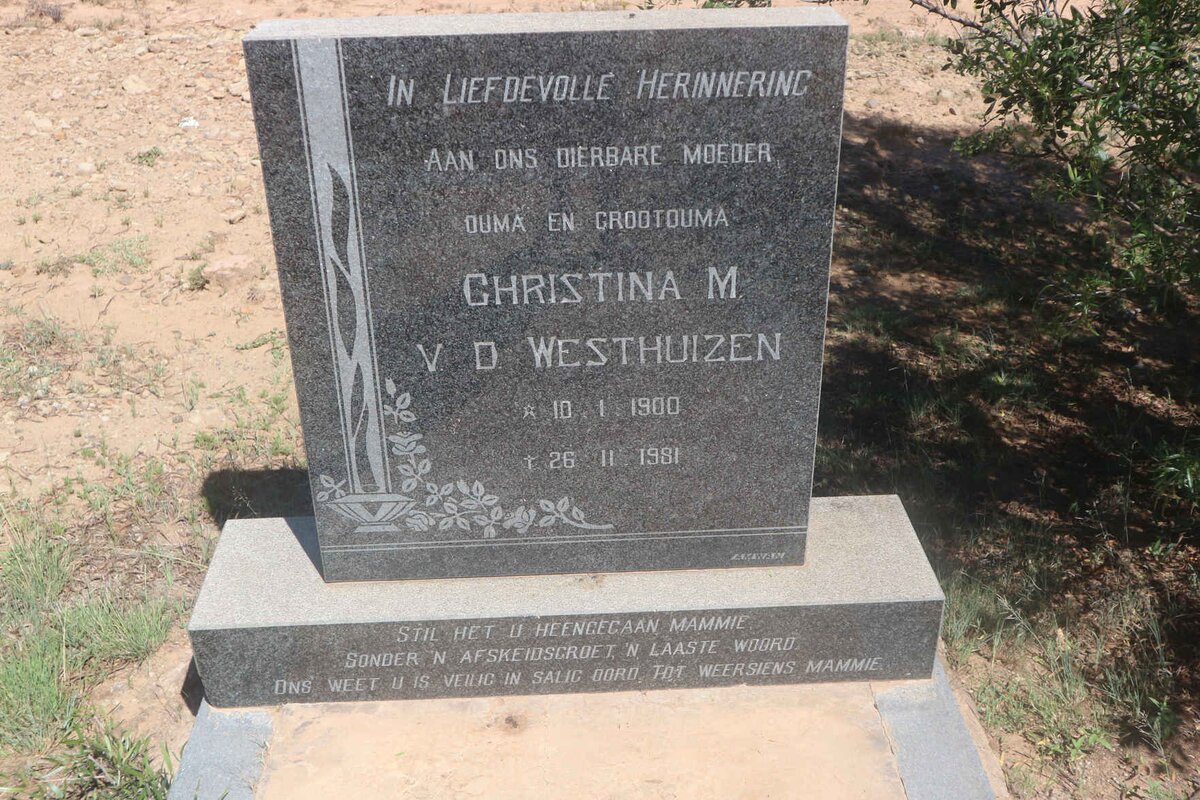 IN LIEFDEVOLLE HERINNERING
AAN ONS DIERBARE MOEDER,
OUMA EN GROOTOUMA
CHRISTINA M.
V D WESTHUIZEN
☆ 10 . 1 . 1900
† 26 . 11 . 1981
AMWAN
STIL HET U HEENGEGAAN MAMMIE
SONDER 'N AFSKEIDSGROET, 'N LAASTE WOORD.
ONS WEET U IS VEILIG IN SALIG OORD, TOT WEERSIENS MAMMIE.